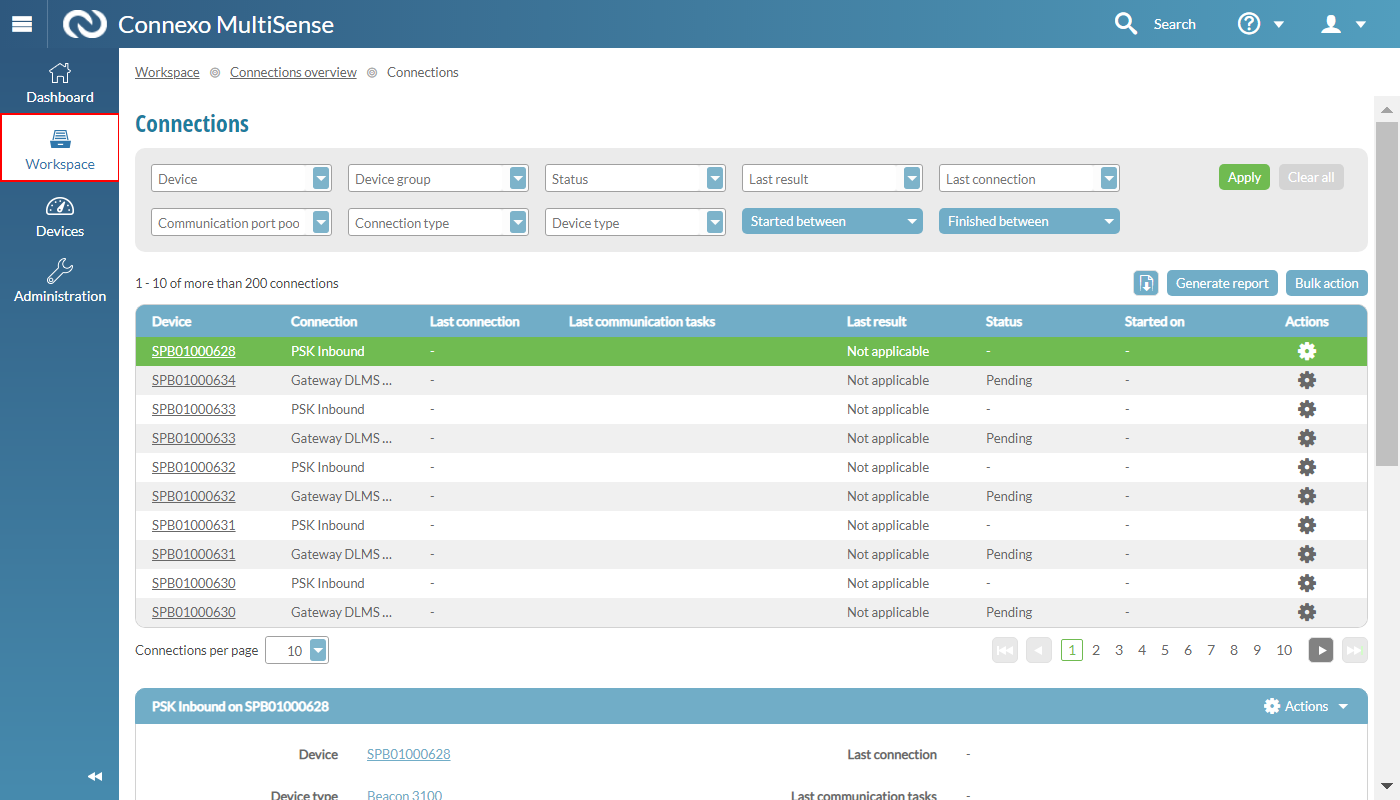 Connexo MultiSense
Search
Dashboard
Workspace
Devices
Administration
Workspace Connections overview Connections
Connections
Device Device group Status Last result Last connection Apply Clear all
Communication port poo Connection type Device type Started between Finished between
1 - 10 of more than 200 connections Generate report Bulk action
Device Connection Last connection Last communication tasks Last result Status Started on Actions
SPB01000628 PSK Inbound - Not applicable - -
SPB01000634 Gateway DLMS ... - Not applicable Pending -
SPB01000633 PSK Inbound - Not applicable - -
SPB01000633 Gateway DLMS ... - Not applicable Pending -
SPB01000632 PSK Inbound - Not applicable - -
SPB01000632 Gateway DLMS ... - Not applicable Pending -
SPB01000631 PSK Inbound - Not applicable - -
SPB01000631 Gateway DLMS ... - Not applicable Pending -
SPB01000630 PSK Inbound - Not applicable - -
SPB01000630 Gateway DLMS ... - Not applicable Pending -
Connections per page 10 1 2 3 4 5 6 7 8 9 10
PSK Inbound on SPB01000628 Actions
Device SPB01000628 Last connection -
Device type Beacon 3100 Last communication tasks -